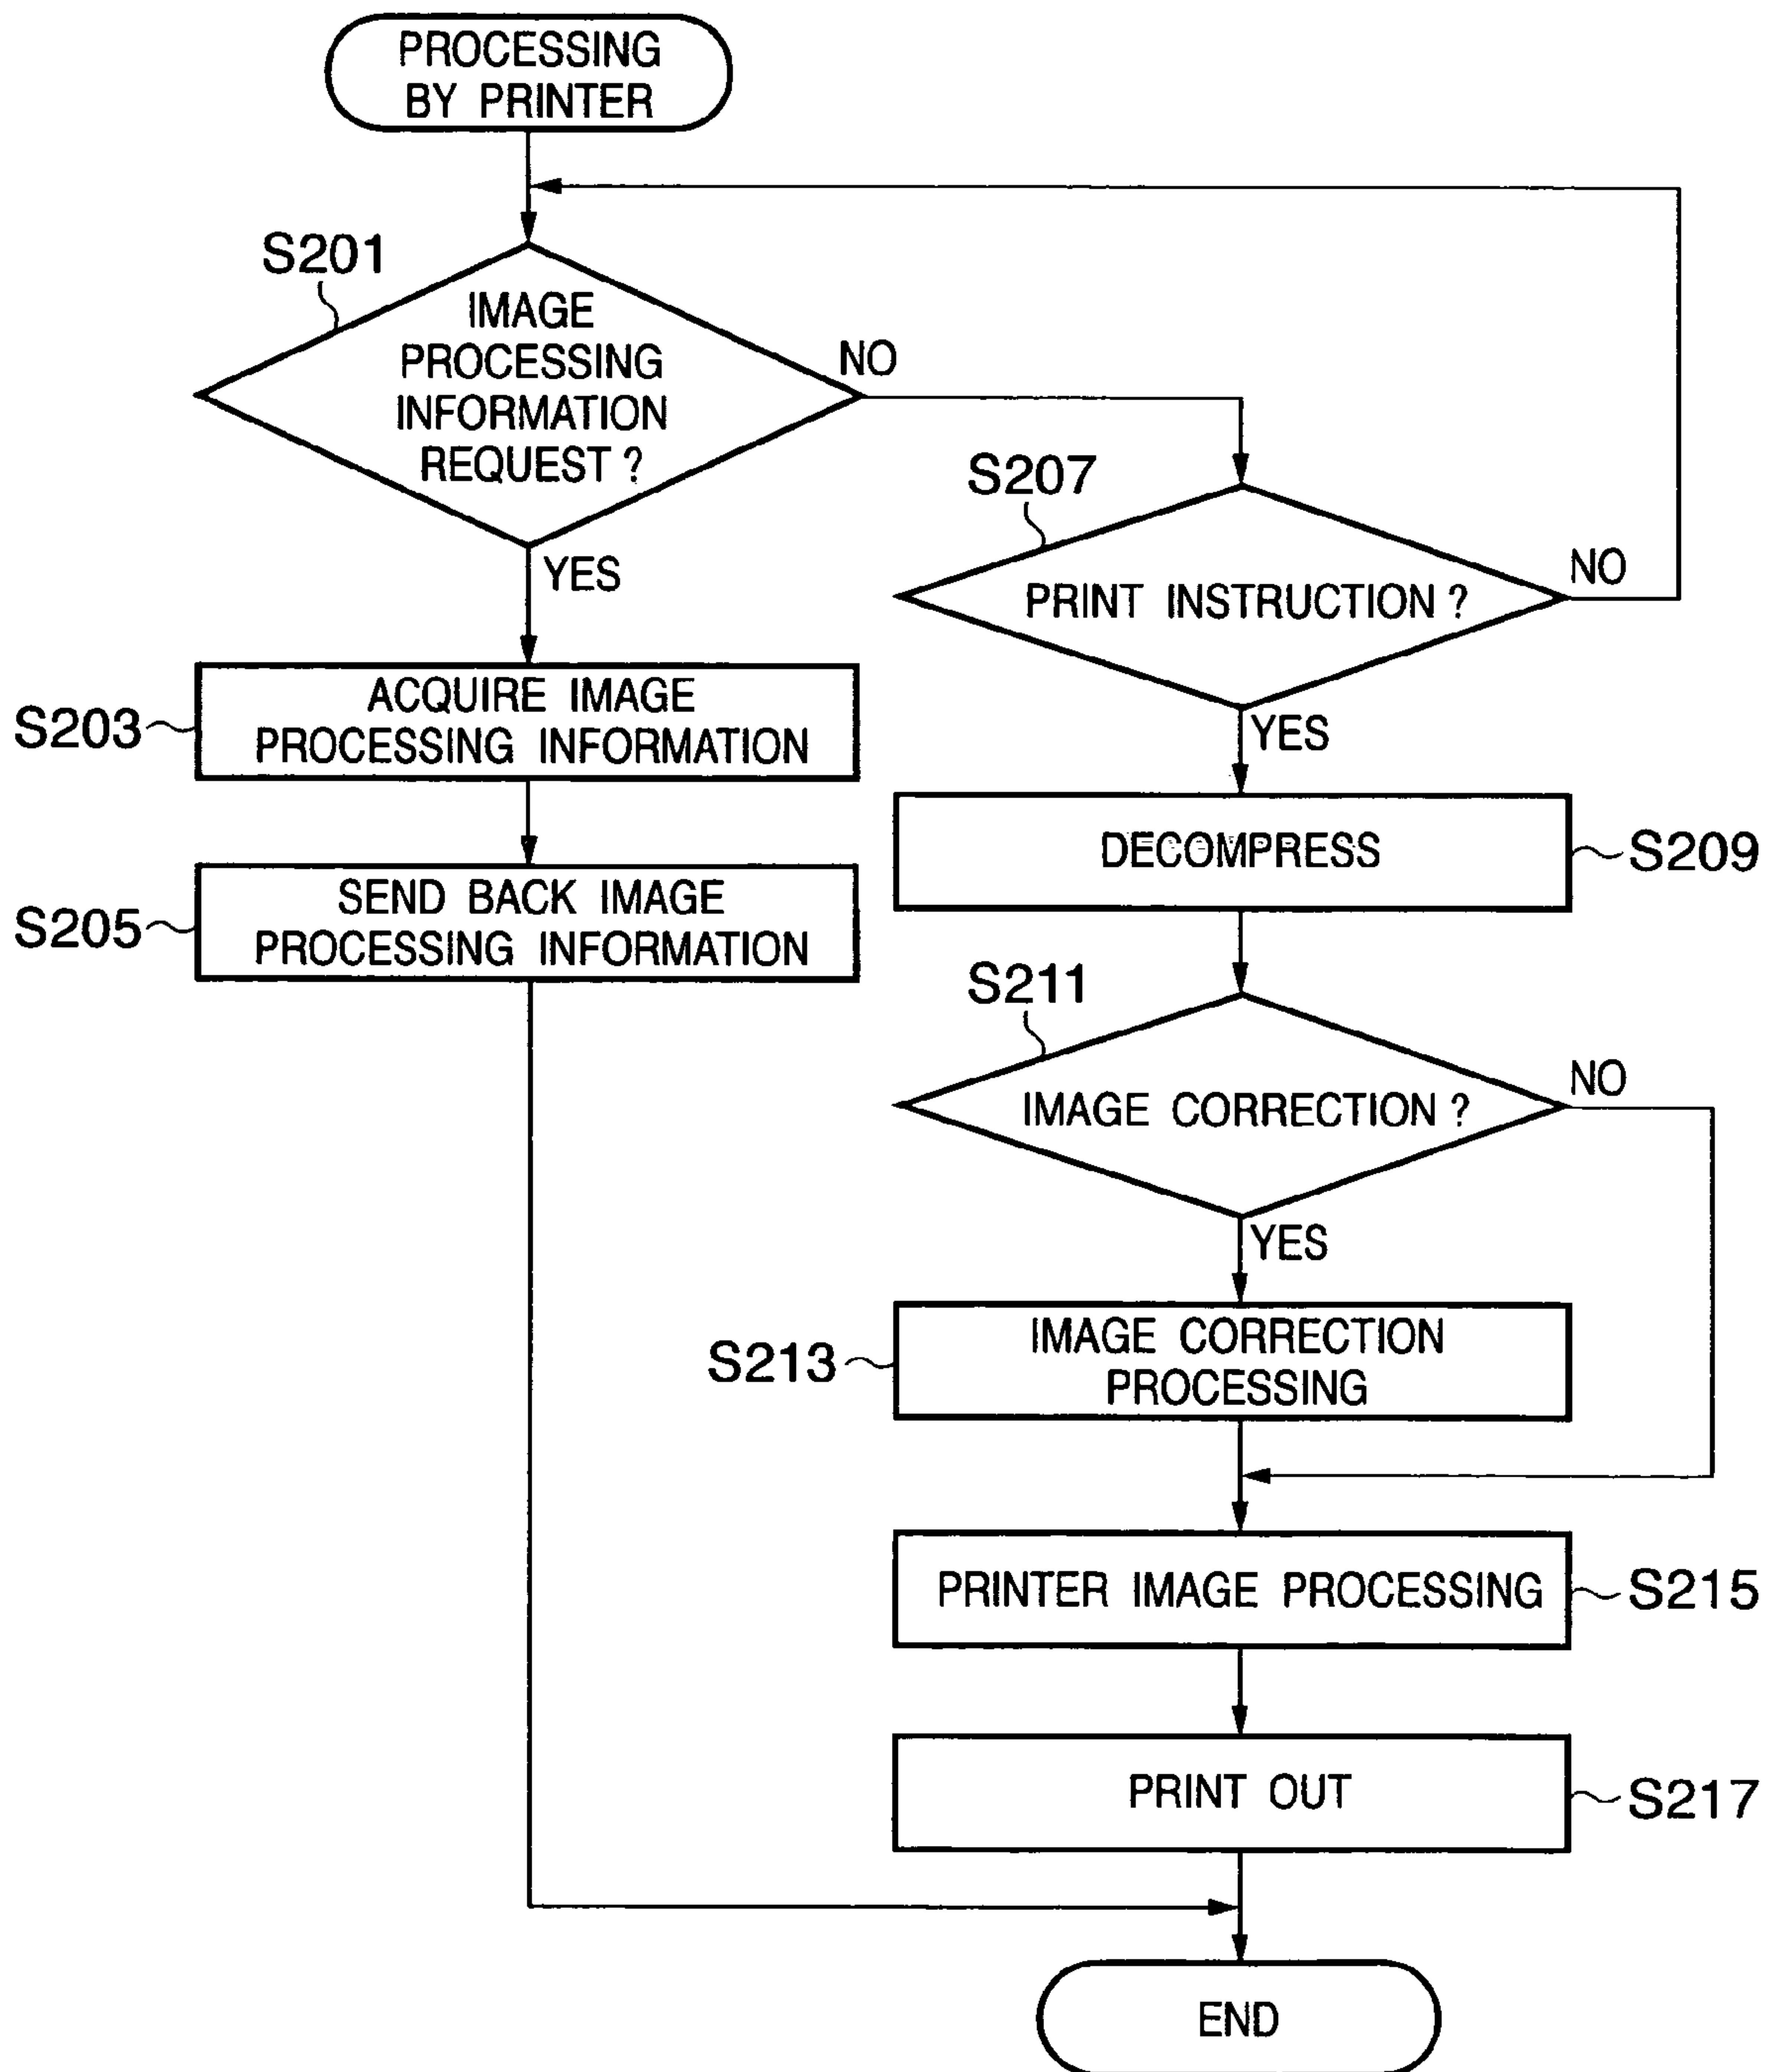 PROCESSING
BY PRINTER
S201
IMAGE
PROCESSING
INFORMATION
REQUEST ?
NO
YES
S207
PRINT INSTRUCTION ?
NO
YES
S203
ACQUIRE IMAGE
PROCESSING INFORMATION
S205
SEND BACK IMAGE
PROCESSING INFORMATION
DECOMPRESS
S209
S211
IMAGE CORRECTION ?
NO
YES
S213
IMAGE CORRECTION
PROCESSING
PRINTER IMAGE PROCESSING
S215
PRINT OUT
S217
END